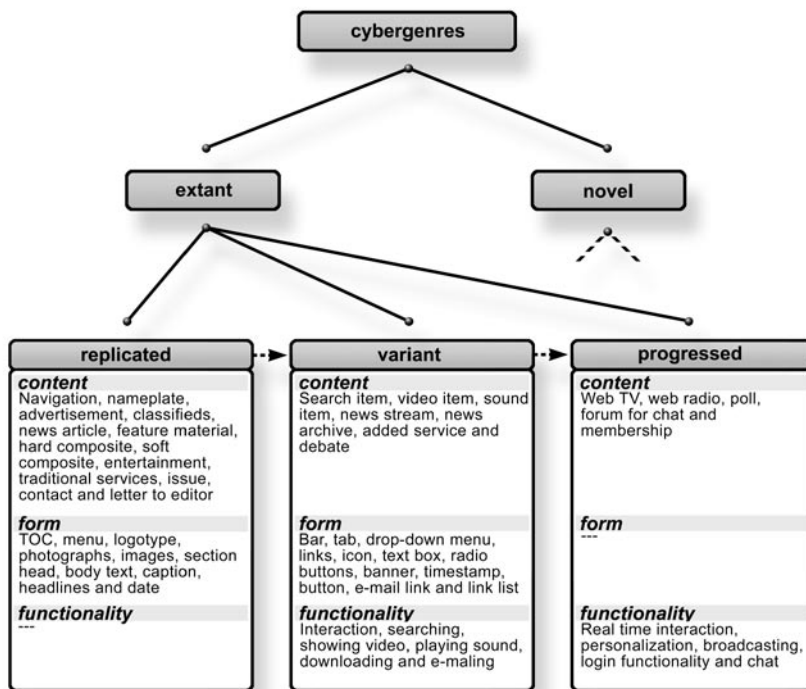 cybergenres
extant
novel
replicated
content
Navigation, nameplate,
advertisement, classifieds,
news article, feature material,
hard composite, soft
composite, entertainment,
traditional services, issue,
contact and letter to editor
form
TOC, menu, logotype,
photographs, images, section
head, body text, caption,
headlines and date
functionality
---
variant
content
Search item, video item, sound
item, news stream, news
archive, added service and
debate
form
Bar, tab, drop-down menu,
links, icon, text box, radio
buttons, banner, timestamp,
button, e-mail link and link list
functionality
Interaction, searching,
showing video, playing sound,
downloading and e-maling
progressed
content
Web TV, web radio, poll,
forum for chat and
membership
form
---
functionality
Real time interaction,
personalization, broadcasting,
login functionality and chat